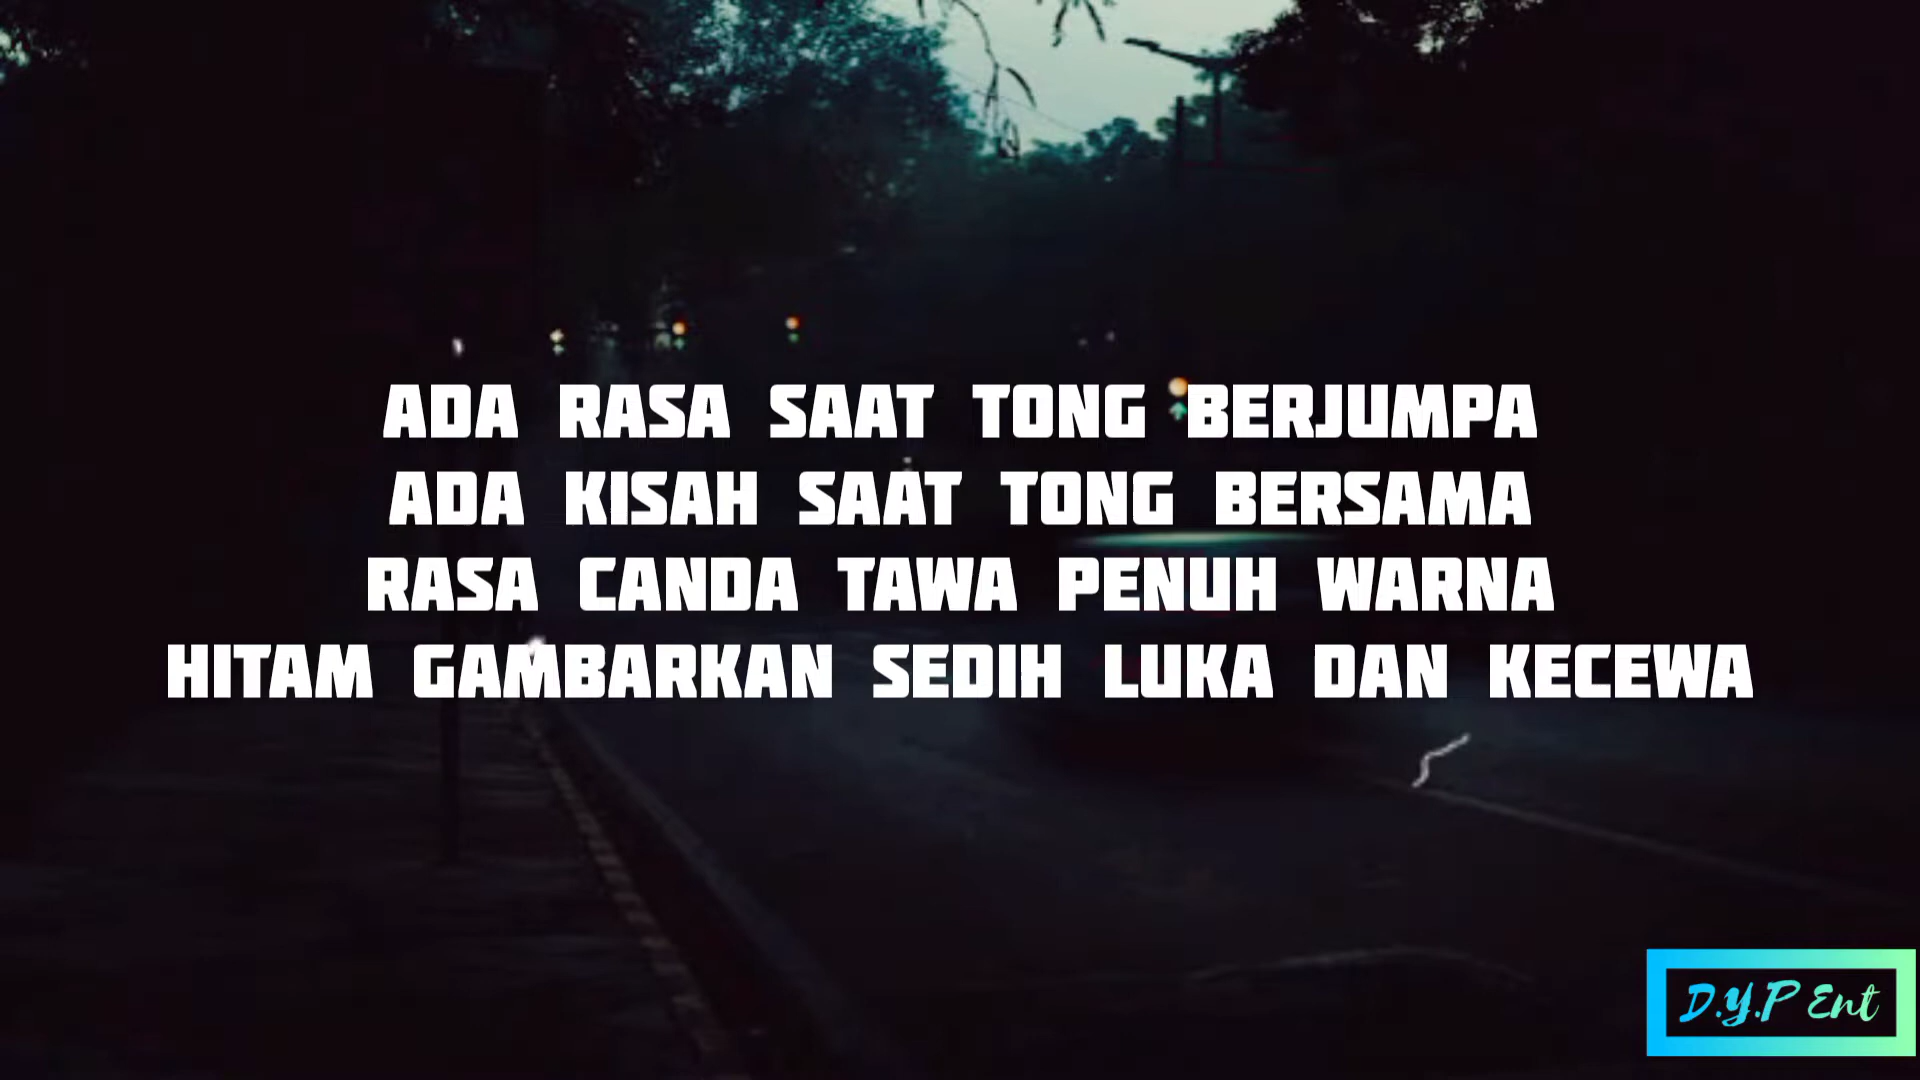 ADA RASA SAAT TONG BERJUMPA
ADA KISAH SAAT TONG BERSAMA
RASA CANDA TAWA PENUH WARNA
HITAM GAMBARKAN SEDIH LUKA DAN KECEWA
D.Y.P Ent